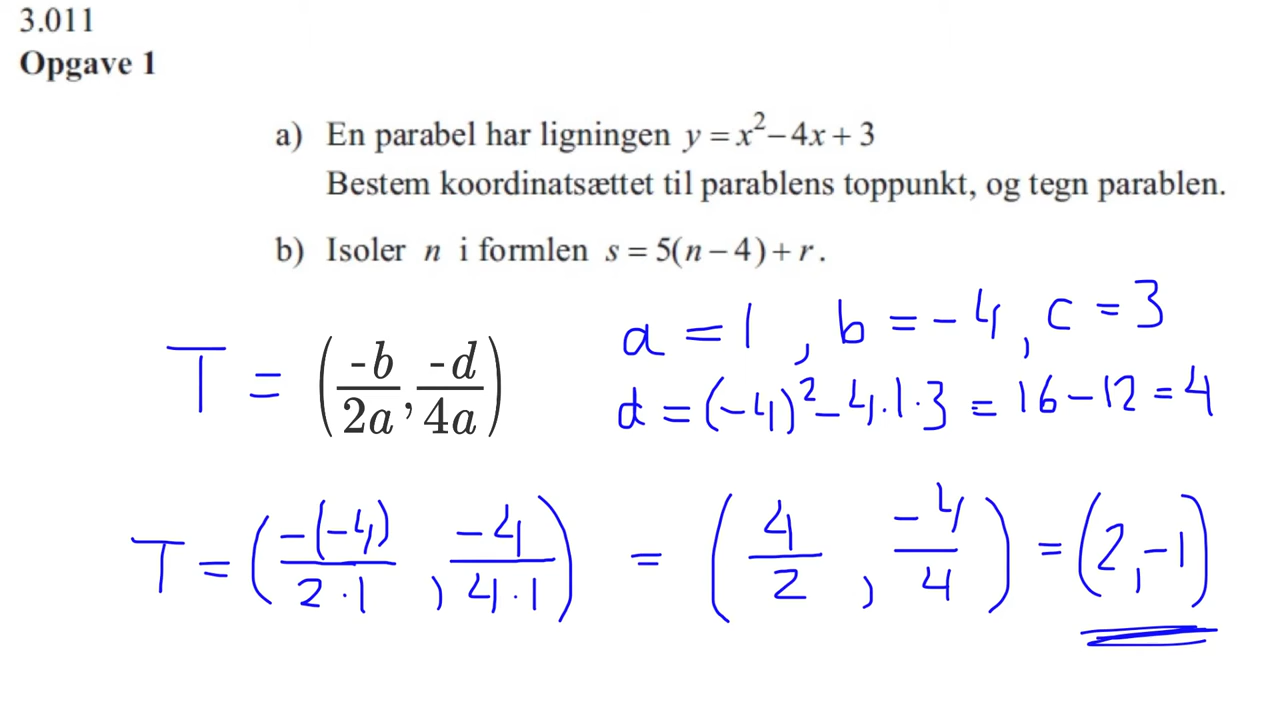 3.011
Opgave 1
a) En parabel har ligningen y = x² − 4x + 3
Bestem koordinatsættet til parablens toppunkt, og tegn parablen.
b) Isoler n i formlen s = 5(n − 4) + r.
a = 1, b = −4, c = 3
T = (-b/2a, -d/4a)
d = (−4)² − 4·1·3 = 16 − 12 = 4
T = (−(−4)/2·1, −4/4·1) = (4/2, −4/4) = (2, −1)